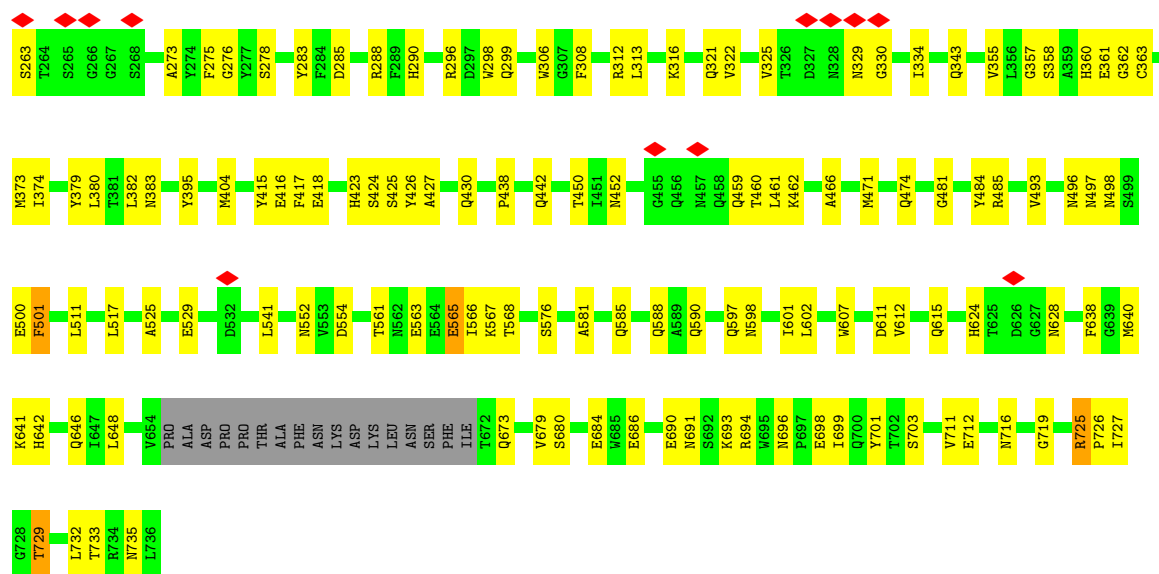 S263 T264 S265 G266 G267 S268 A273 Y274 F275 G276 Y277 S278 Y283 F284 D285 R288 F289 H290 R296 D297 W298 Q299 W306 G307 F308 R312 L313 K316 Q321 V322 V325 T326 D327 N328 N329 G330 I334 Q343 V355 L356 G357 S358 A359 H360 E361 G362 C363
M373 I374 Y379 L380 T381 L382 N383 Y395 M404 Y415 E416 F417 E418 H423 S424 S425 Y426 A427 Q430 P438 Q442 T450 I451 N452 G455 Q456 N457 Q458 Q459 T460 L461 K462 A466 M471 Q474 G481 Y484 R485 V493 N496 N497 N498 S499
E500 F501 L511 L517 A525 E529 D532 L541 N552 V553 D554 T561 N562 E563 E564 E565 I566 K567 T568 S576 A581 Q585 Q588 A589 Q590 Q597 N598 I601 L602 W607 D611 V612 Q615 H624 T625 D626 G627 N628 F638 G639 M640
K641 H642 Q646 I647 L648 V654 PRO ALA ASP PRO PRO THR ALA PHE ASN LYS ASP LYS LEU ASN SER PHE ILE T672 Q673 V679 S680 E684 W685 E686 E690 N691 S692 K693 R694 W695 N696 P697 E698 I699 Q700 Y701 T702 S703 V711 E712 N716 G719 R725 P726 I727
G728 T729 L732 T733 R734 N735 L736